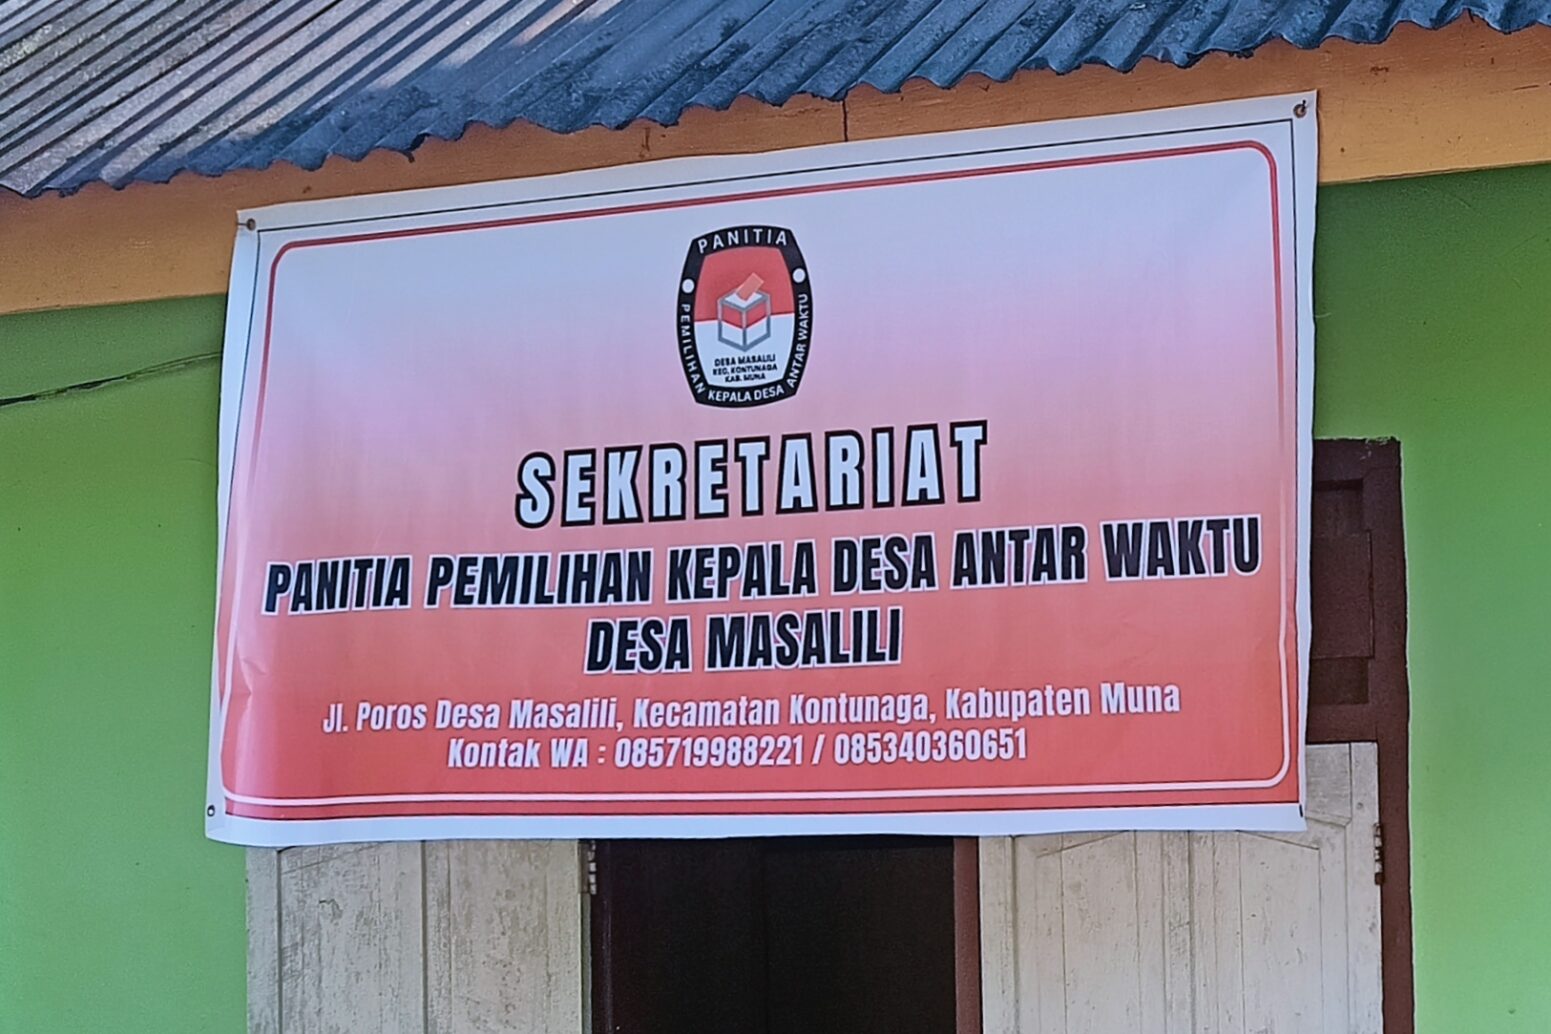 PANITIA
PEMILIHAN KEPALA DESA ANTAR WAKTU
DESA MASALILI
KEC. KONTUNAGA
KAB. MUNA
SEKRETARIAT
PANITIA PEMILIHAN KEPALA DESA ANTAR WAKTU
DESA MASALILI
Jl. Poros Desa Masalili, Kecamatan Kontunaga, Kabupaten Muna
Kontak WA : 085719988221 / 085340360651